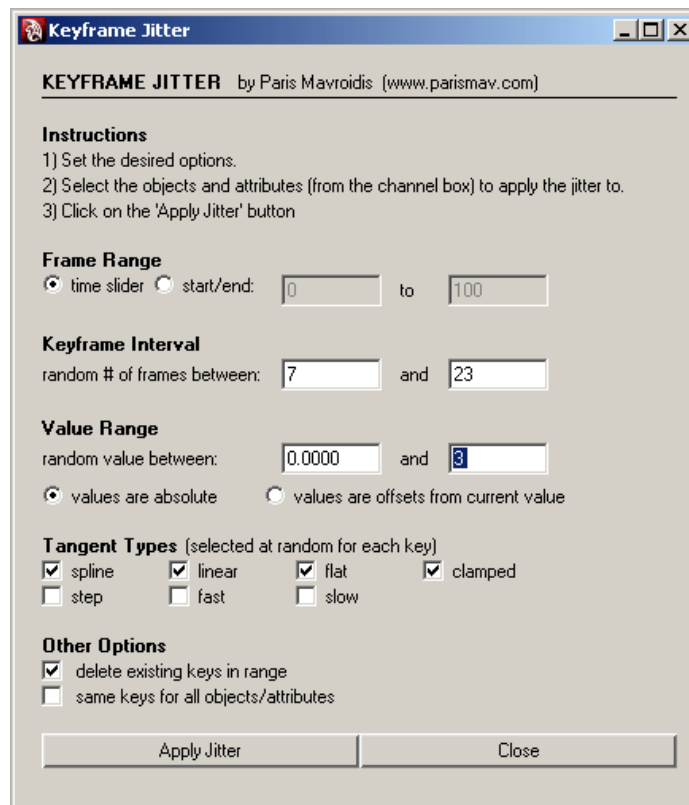 Keyframe Jitter
KEYFRAME JITTER by Paris Mavroidis (www.parismav.com)
Instructions
1) Set the desired options.
2) Select the objects and attributes (from the channel box) to apply the jitter to.
3) Click on the 'Apply Jitter' button
Frame Range
time slider start/end: 0 to 100
Keyframe Interval
random # of frames between: 7 and 23
Value Range
random value between: 0.0000 and 3
values are absolute values are offsets from current value
Tangent Types (selected at random for each key)
spline linear flat clamped
step fast slow
Other Options
delete existing keys in range
same keys for all objects/attributes
Apply Jitter Close